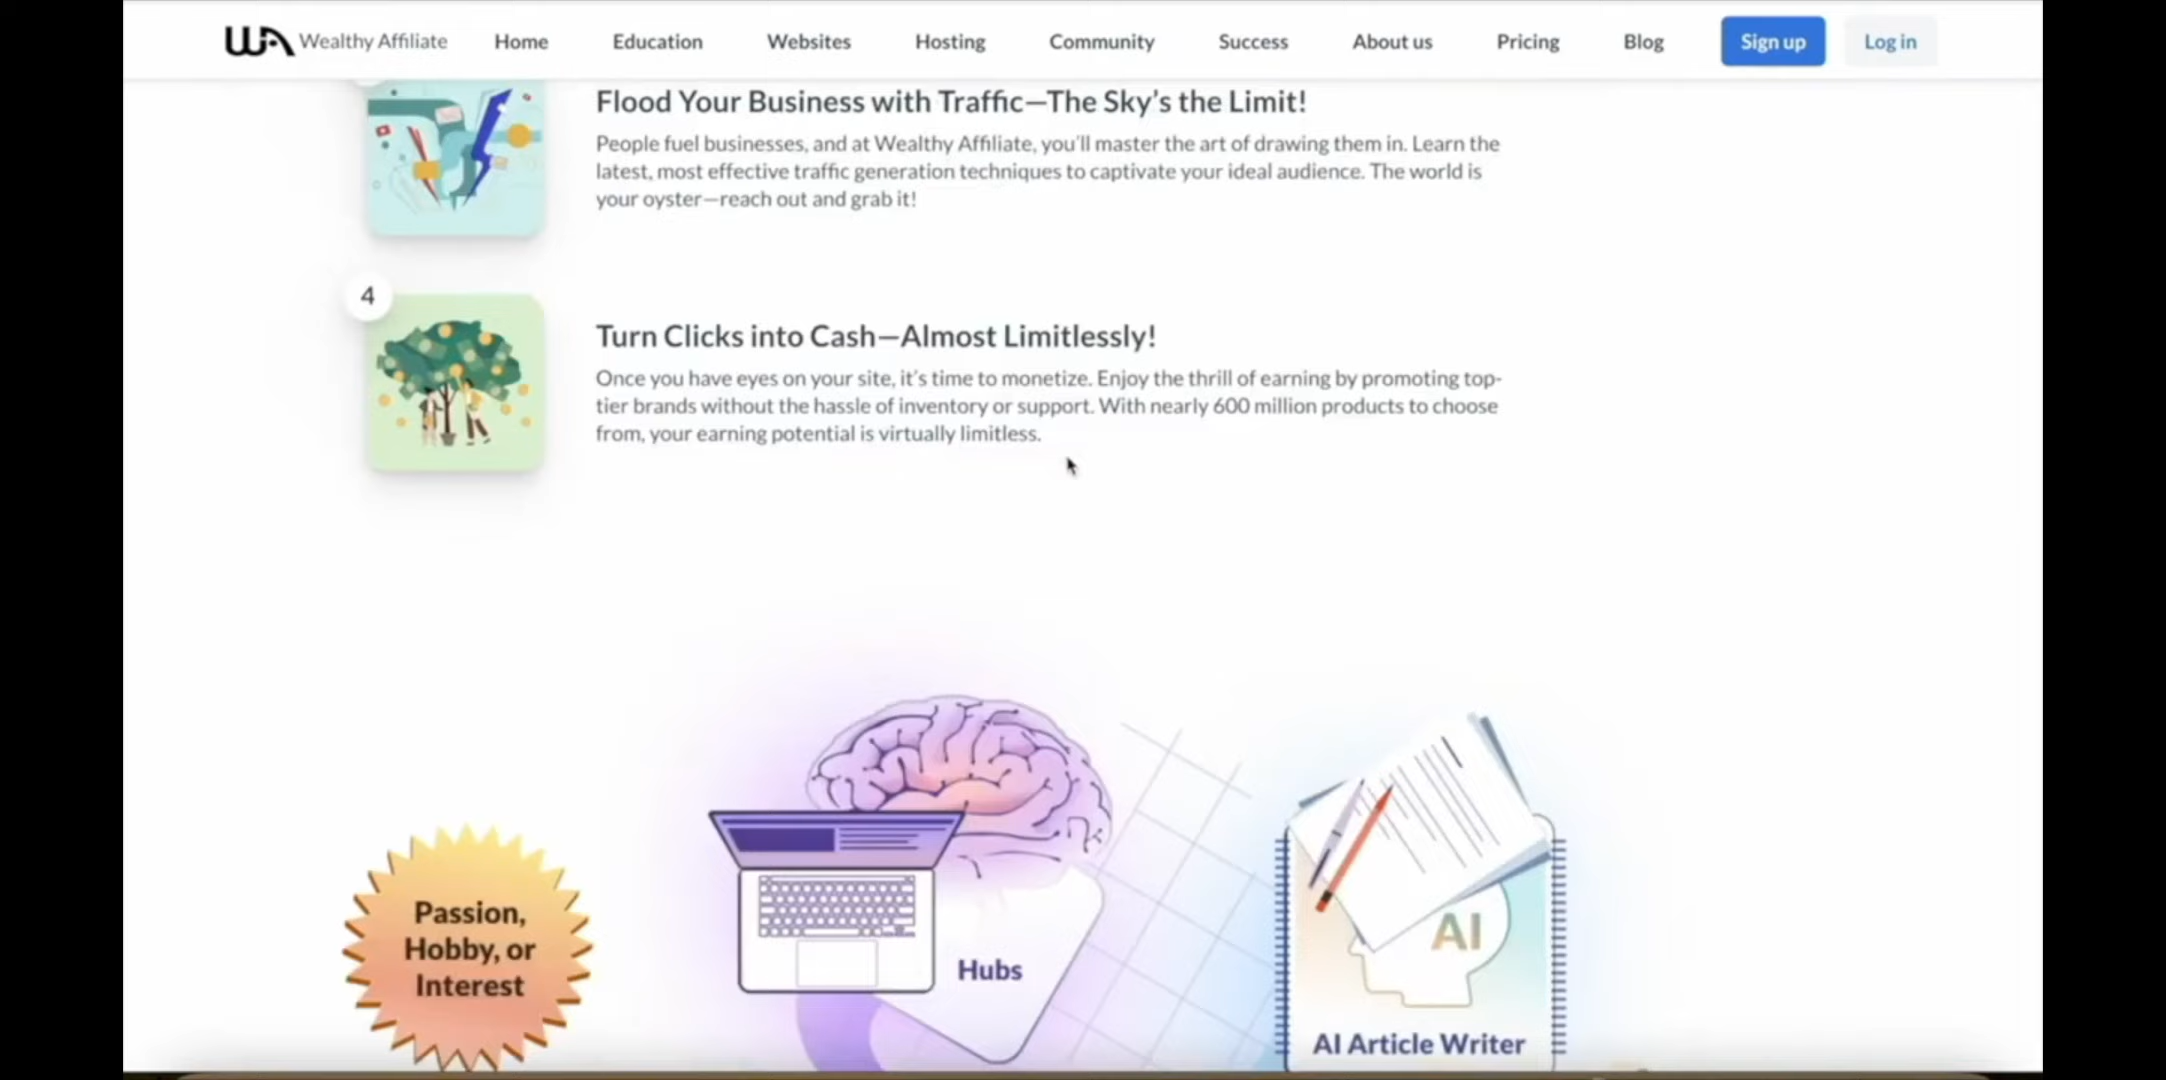 WA Wealthy Affiliate Home Education Websites Hosting Community Success About us Pricing Blog Sign up Log in
Flood Your Business with Traffic—The Sky's the Limit!
People fuel businesses, and at Wealthy Affiliate, you'll master the art of drawing them in. Learn the
latest, most effective traffic generation techniques to captivate your ideal audience. The world is
your oyster—reach out and grab it!
4
Turn Clicks into Cash—Almost Limitlessly!
Once you have eyes on your site, it's time to monetize. Enjoy the thrill of earning by promoting top-
tier brands without the hassle of inventory or support. With nearly 600 million products to choose
from, your earning potential is virtually limitless.
Passion,
Hobby, or
Interest
Hubs
AI
AI Article Writer